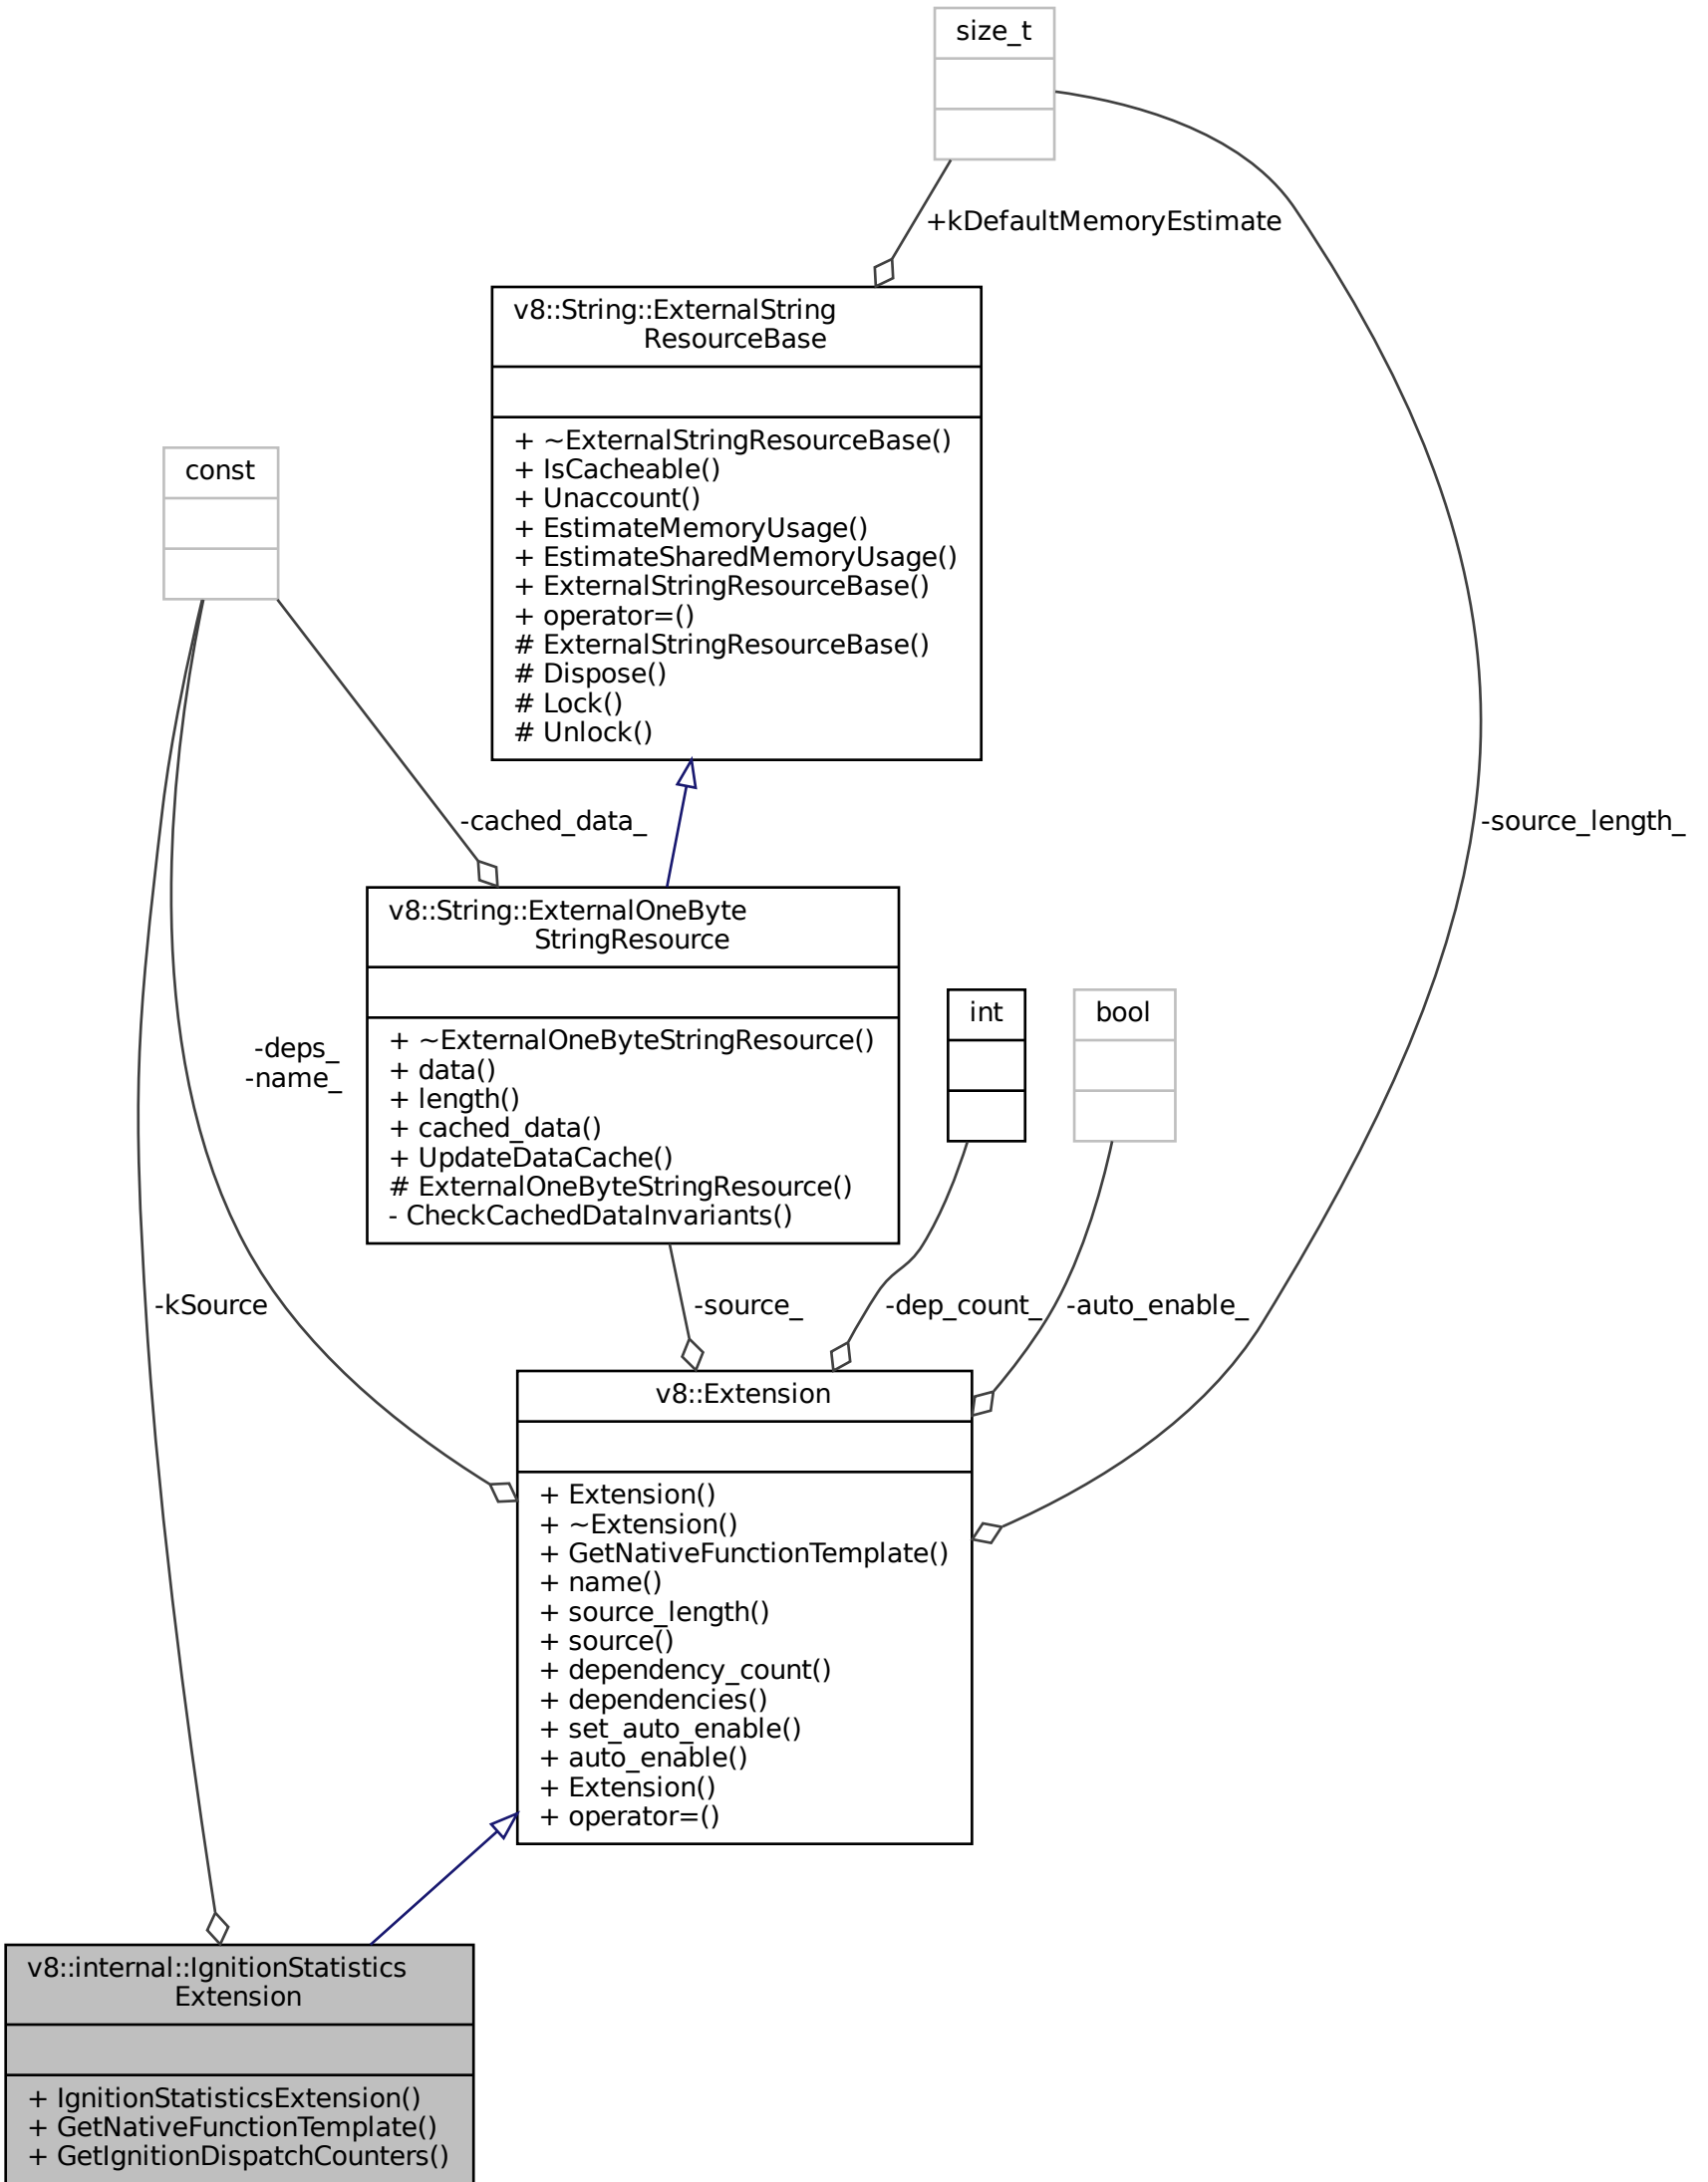 size_t
+kDefaultMemoryEstimate
v8::String::ExternalString
ResourceBase
+ ~ExternalStringResourceBase()
+ IsCacheable()
+ Unaccount()
+ EstimateMemoryUsage()
+ EstimateSharedMemoryUsage()
+ ExternalStringResourceBase()
+ operator=()
# ExternalStringResourceBase()
# Dispose()
# Lock()
# Unlock()
const
-cached_data_
-source_length_
v8::String::ExternalOneByte
StringResource
+ ~ExternalOneByteStringResource()
+ data()
+ length()
+ cached_data()
+ UpdateDataCache()
# ExternalOneByteStringResource()
- CheckCachedDataInvariants()
int
bool
-deps_
-name_
-kSource
-source_
-dep_count_
-auto_enable_
v8::Extension
+ Extension()
+ ~Extension()
+ GetNativeFunctionTemplate()
+ name()
+ source_length()
+ source()
+ dependency_count()
+ dependencies()
+ set_auto_enable()
+ auto_enable()
+ Extension()
+ operator=()
v8::internal::IgnitionStatistics
Extension
+ IgnitionStatisticsExtension()
+ GetNativeFunctionTemplate()
+ GetIgnitionDispatchCounters()